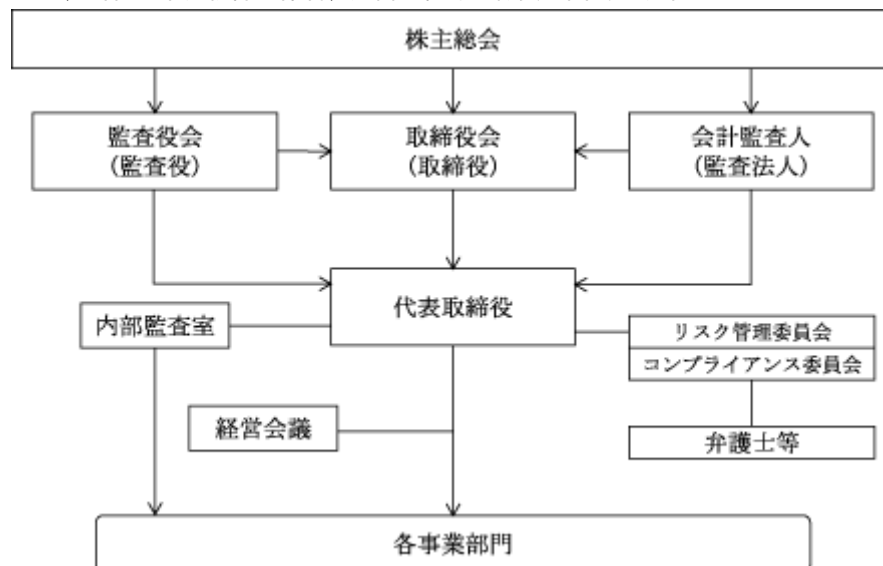 株主総会
監査役会
(監査役)
取締役会
(取締役)
会計監査人
(監査法人)
代表取締役
内部監査室
リスク管理委員会
コンプライアンス委員会
経営会議
弁護士等
各事業部門